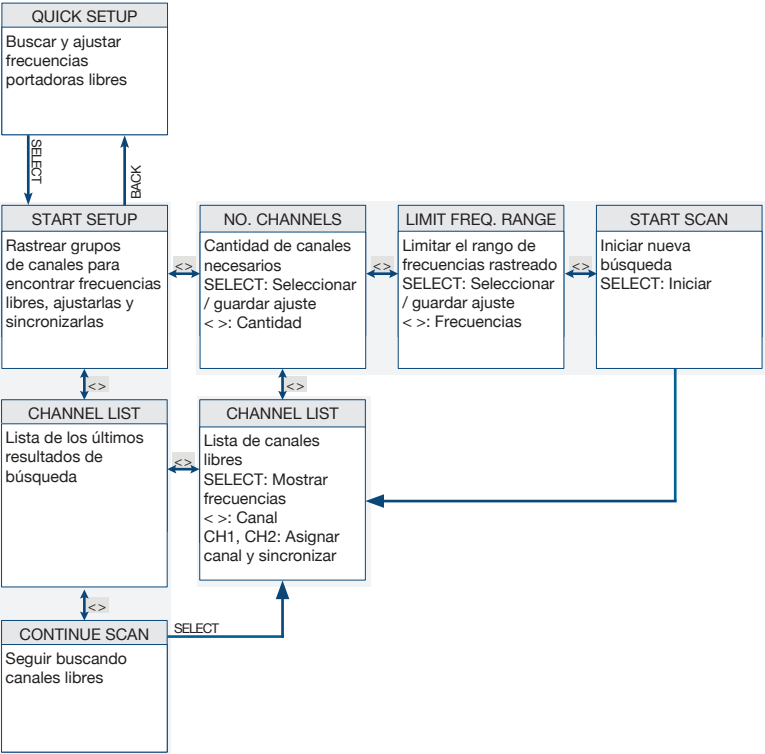 QUICK SETUP
Buscar y ajustar
frecuencias
portadoras libres
SELECT
BACK
START SETUP
Rastrear grupos
de canales para
encontrar frecuencias
libres, ajustarlas y
sincronizarlas
<>
NO. CHANNELS
Cantidad de canales
necesarios
SELECT: Seleccionar
/ guardar ajuste
< >: Cantidad
<>
LIMIT FREQ. RANGE
Limitar el rango de
frecuencias rastreado
SELECT: Seleccionar
/ guardar ajuste
< >: Frecuencias
<>
START SCAN
Iniciar nueva
búsqueda
SELECT: Iniciar
<>
<>
CHANNEL LIST
Lista de los últimos
resultados de
búsqueda
<>
CHANNEL LIST
Lista de canales
libres
SELECT: Mostrar
frecuencias
< >: Canal
CH1, CH2: Asignar
canal y sincronizar
<>
CONTINUE SCAN
Seguir buscando
canales libres
SELECT